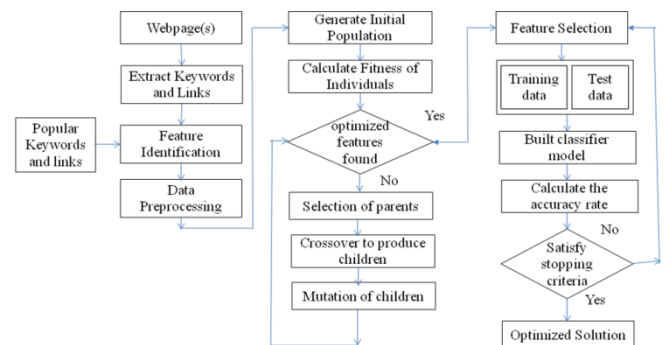 Webpage(s)
Extract Keywords
and Links
Popular
Keywords
and links
Feature
Identification
Data
Preprocessing
Generate Initial
Population
Calculate Fitness of
Individuals
optimized
features
found
Yes
No
Selection of parents
Crossover to produce
children
Mutation of children
Feature Selection
Training
data
Test
data
Built classifier
model
Calculate the
accuracy rate
No
Satisfy
stopping
criteria
Yes
Optimized Solution